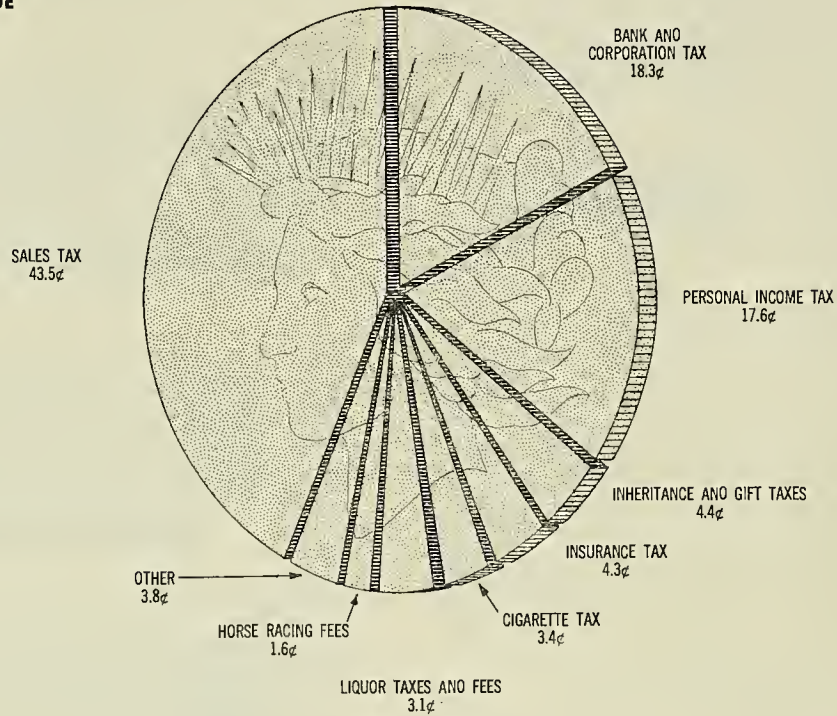 BANK AND
CORPORATION TAX
18.3¢
SALES TAX
43.5¢
PERSONAL INCOME TAX
17.6¢
INHERITANCE AND GIFT TAXES
4.4¢
INSURANCE TAX
4.3¢
OTHER
3.8¢
CIGARETTE TAX
3.4¢
HORSE RACING FEES
1.6¢
LIQUOR TAXES AND FEES
3.1¢